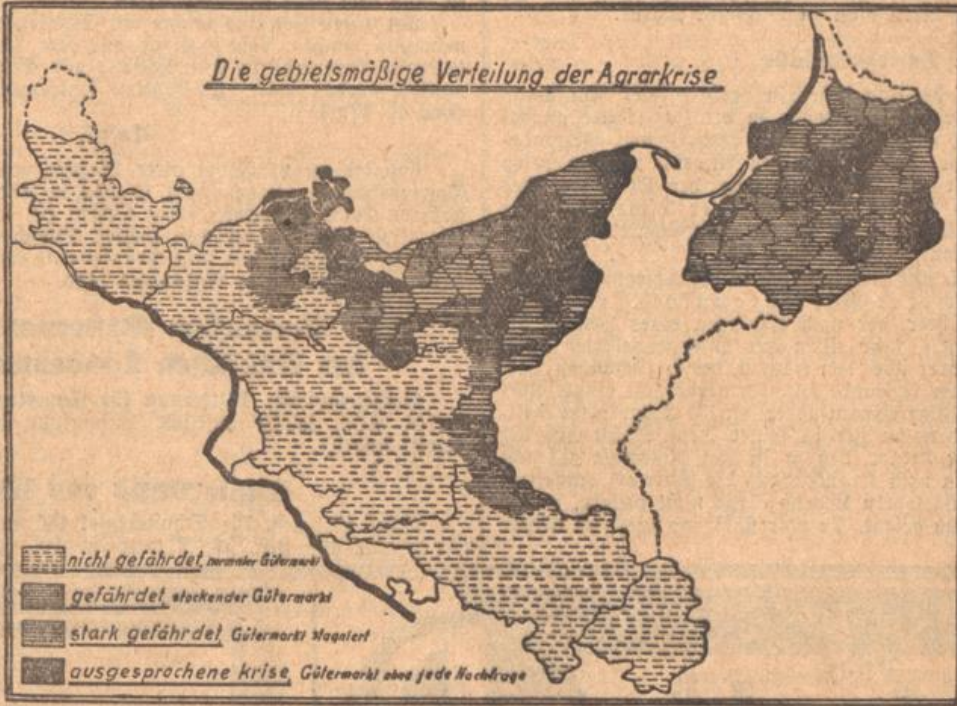 Die gebietsmäßige Verteilung der Agrarkrise
nicht gefährdet, normaler Gütermarkt
gefährdet, stockender Gütermarkt
stark gefährdet, Gütermarkt stagniert
ausgesprochene krise, Gütermarkt ohne jede Nachfrage